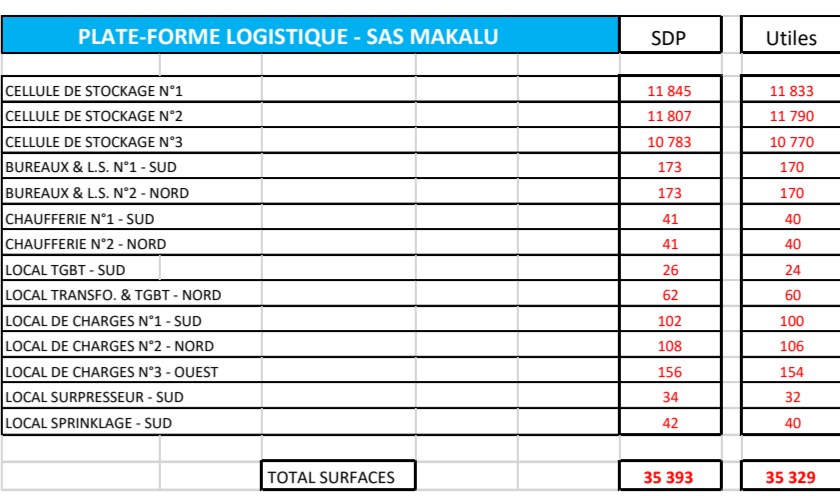 PLATE-FORME LOGISTIQUE - SAS MAKALU SDP Utiles
CELLULE DE STOCKAGE N°1 11 845 11 833
CELLULE DE STOCKAGE N°2 11 807 11 790
CELLULE DE STOCKAGE N°3 10 783 10 770
BUREAUX & L.S. N°1 - SUD 173 170
BUREAUX & L.S. N°2 - NORD 173 170
CHAUFFERIE N°1 - SUD 41 40
CHAUFFERIE N°2 - NORD 41 40
LOCAL TGBT - SUD 26 24
LOCAL TRANSFO. & TGBT - NORD 62 60
LOCAL DE CHARGES N°1 - SUD 102 100
LOCAL DE CHARGES N°2 - NORD 108 106
LOCAL DE CHARGES N°3 - OUEST 156 154
LOCAL SURPRESSEUR - SUD 34 32
LOCAL SPRINKLAGE - SUD 42 40
TOTAL SURFACES 35 393 35 329